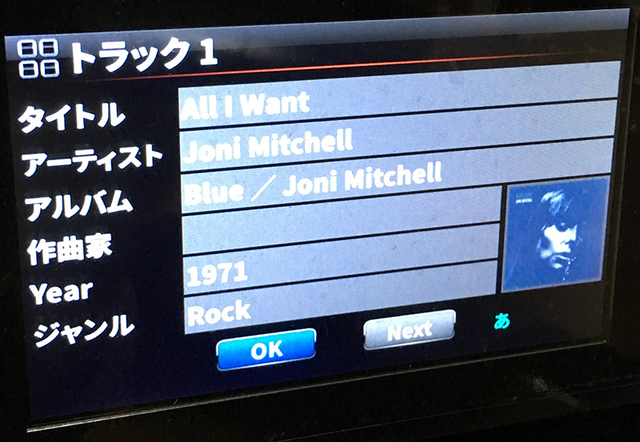 トラック 1
タイトル All I Want
アーティスト Joni Mitchell
アルバム Blue ／ Joni Mitchell
作曲家
Year 1971
ジャンル Rock
OK Next あ